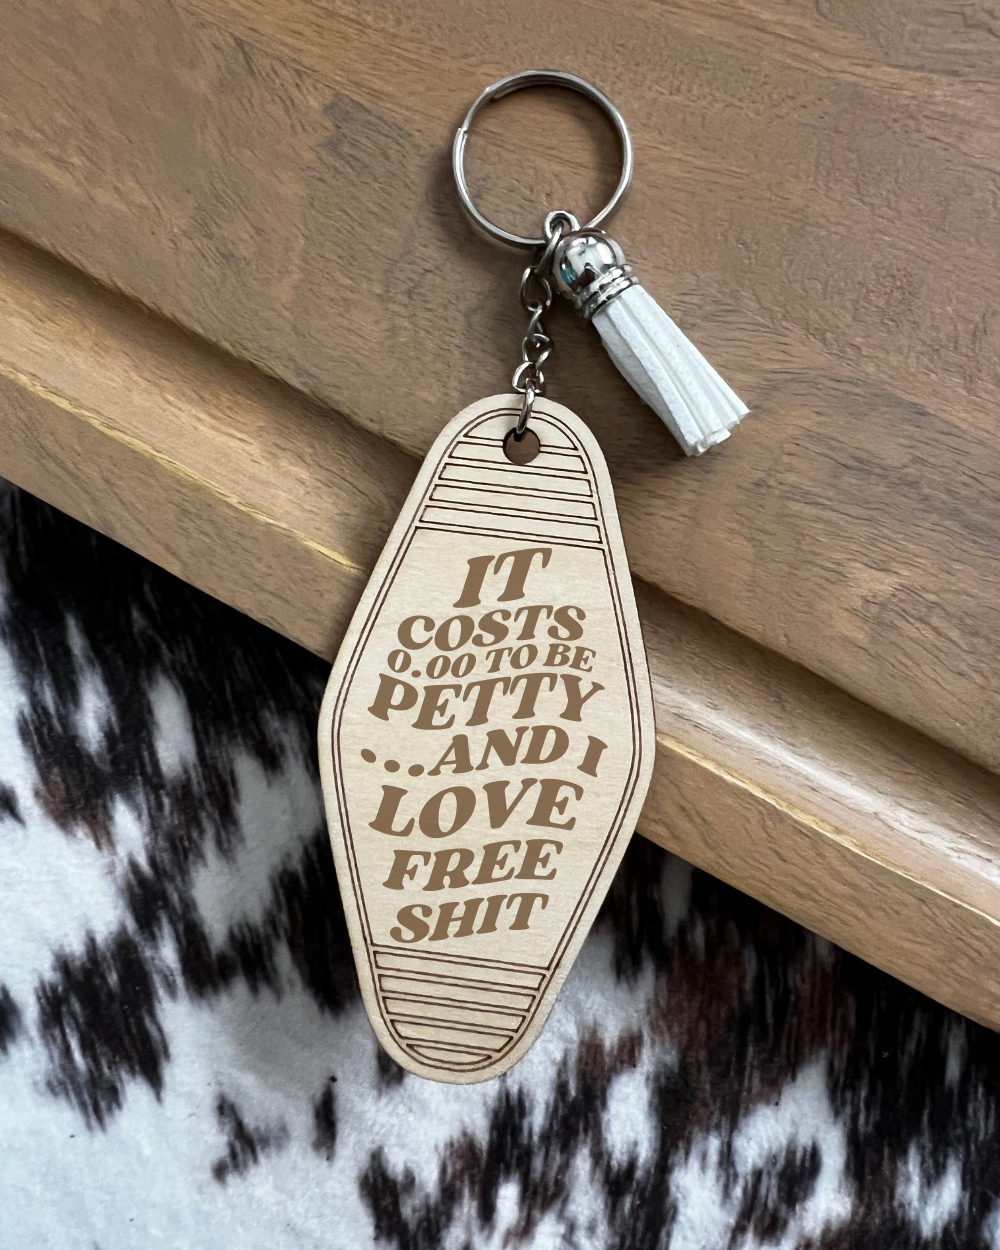 IT
COSTS
0.00 TO BE
PETTY
...AND I
LOVE
FREE
SHIT